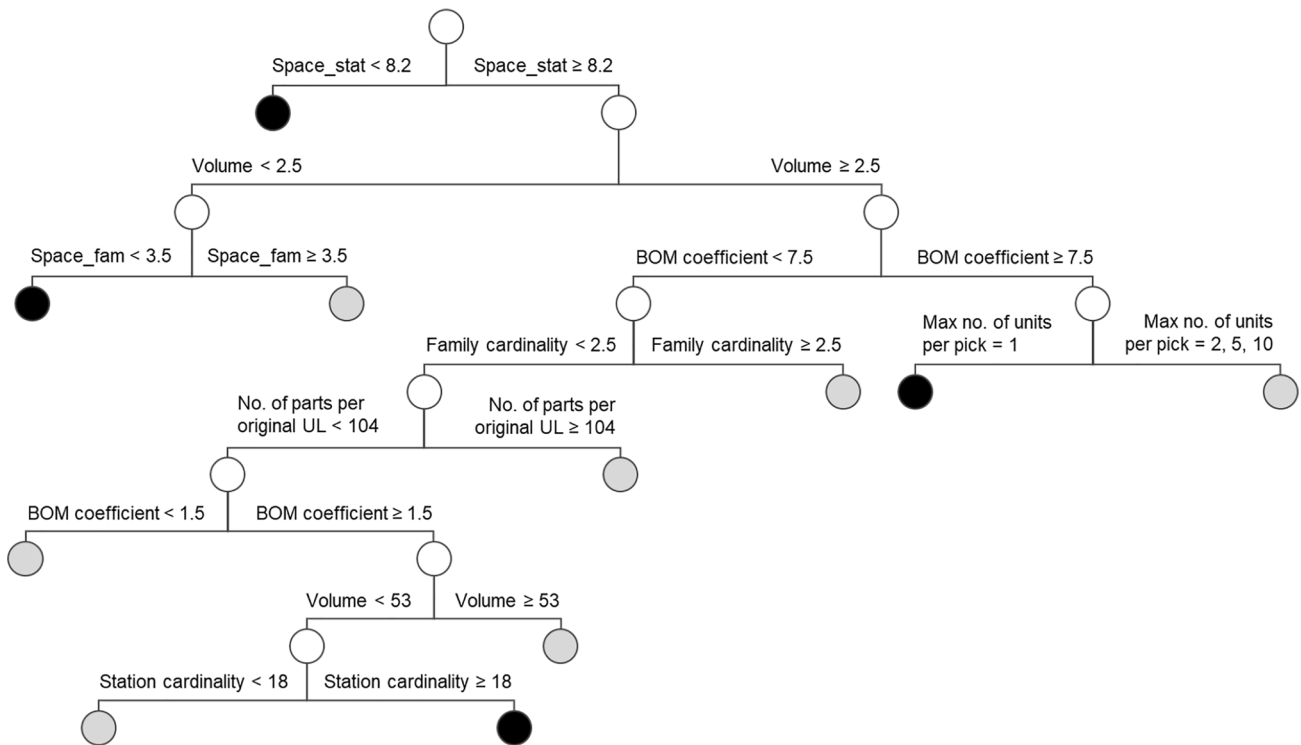 Space_stat < 8.2
Space_stat ≥ 8.2
Volume < 2.5
Volume ≥ 2.5
Space_fam < 3.5
Space_fam ≥ 3.5
BOM coefficient < 7.5
BOM coefficient ≥ 7.5
Max no. of units
per pick = 1
Max no. of units
per pick = 2, 5, 10
Family cardinality < 2.5
Family cardinality ≥ 2.5
No. of parts per
original UL < 104
No. of parts per
original UL ≥ 104
BOM coefficient < 1.5
BOM coefficient ≥ 1.5
Volume < 53
Volume ≥ 53
Station cardinality < 18
Station cardinality ≥ 18